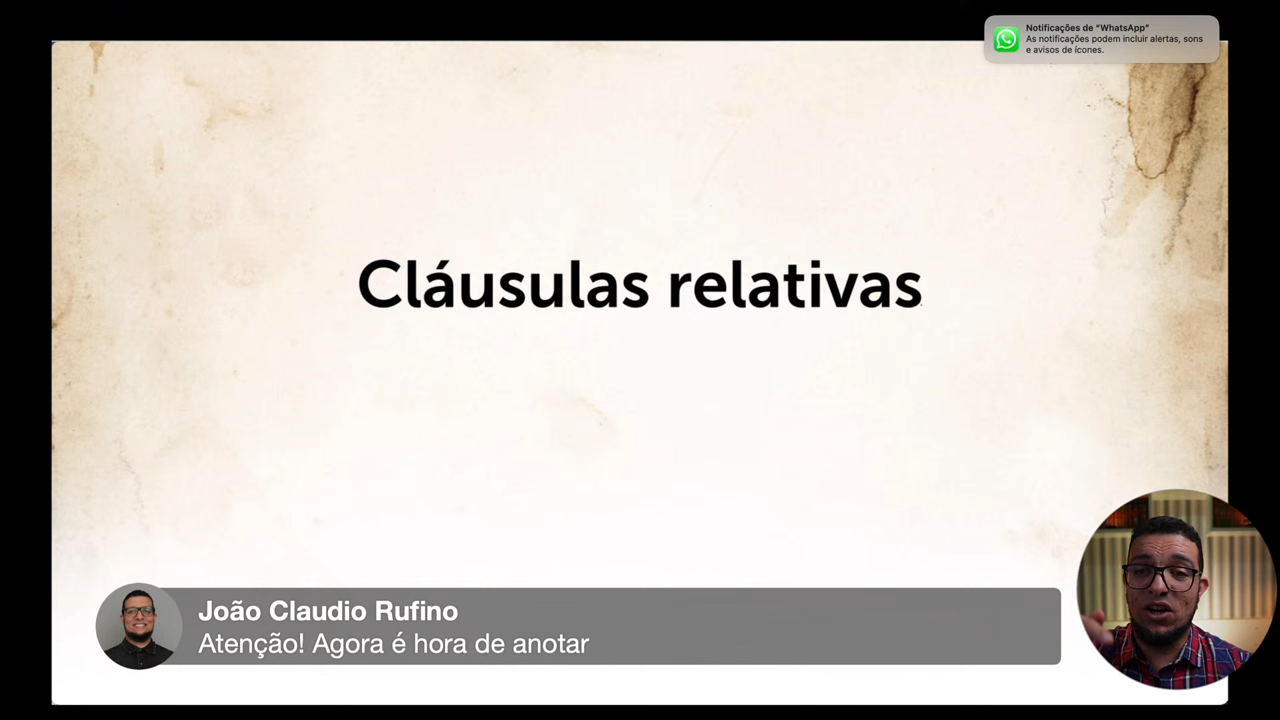 Notificações de “WhatsApp”
As notificações podem incluir alertas, sons
e avisos de ícones.
Cláusulas relativas
João Claudio Rufino
Atenção! Agora é hora de anotar